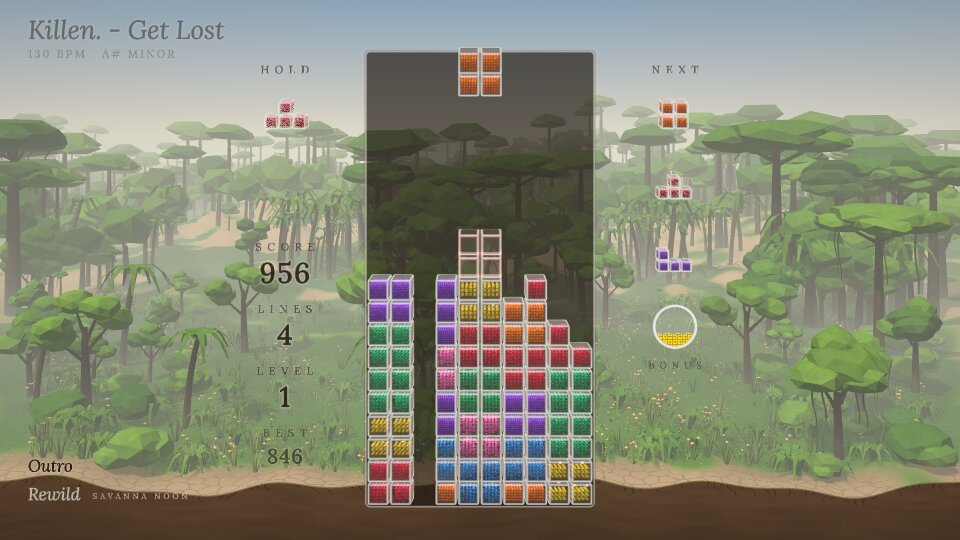 Killen. - Get Lost
130 BPM A# MINOR
HOLD
NEXT
SCORE
956
LINES
4
LEVEL
1
BONUS
BEST
846
Outro
Rewild SAVANNA NOON